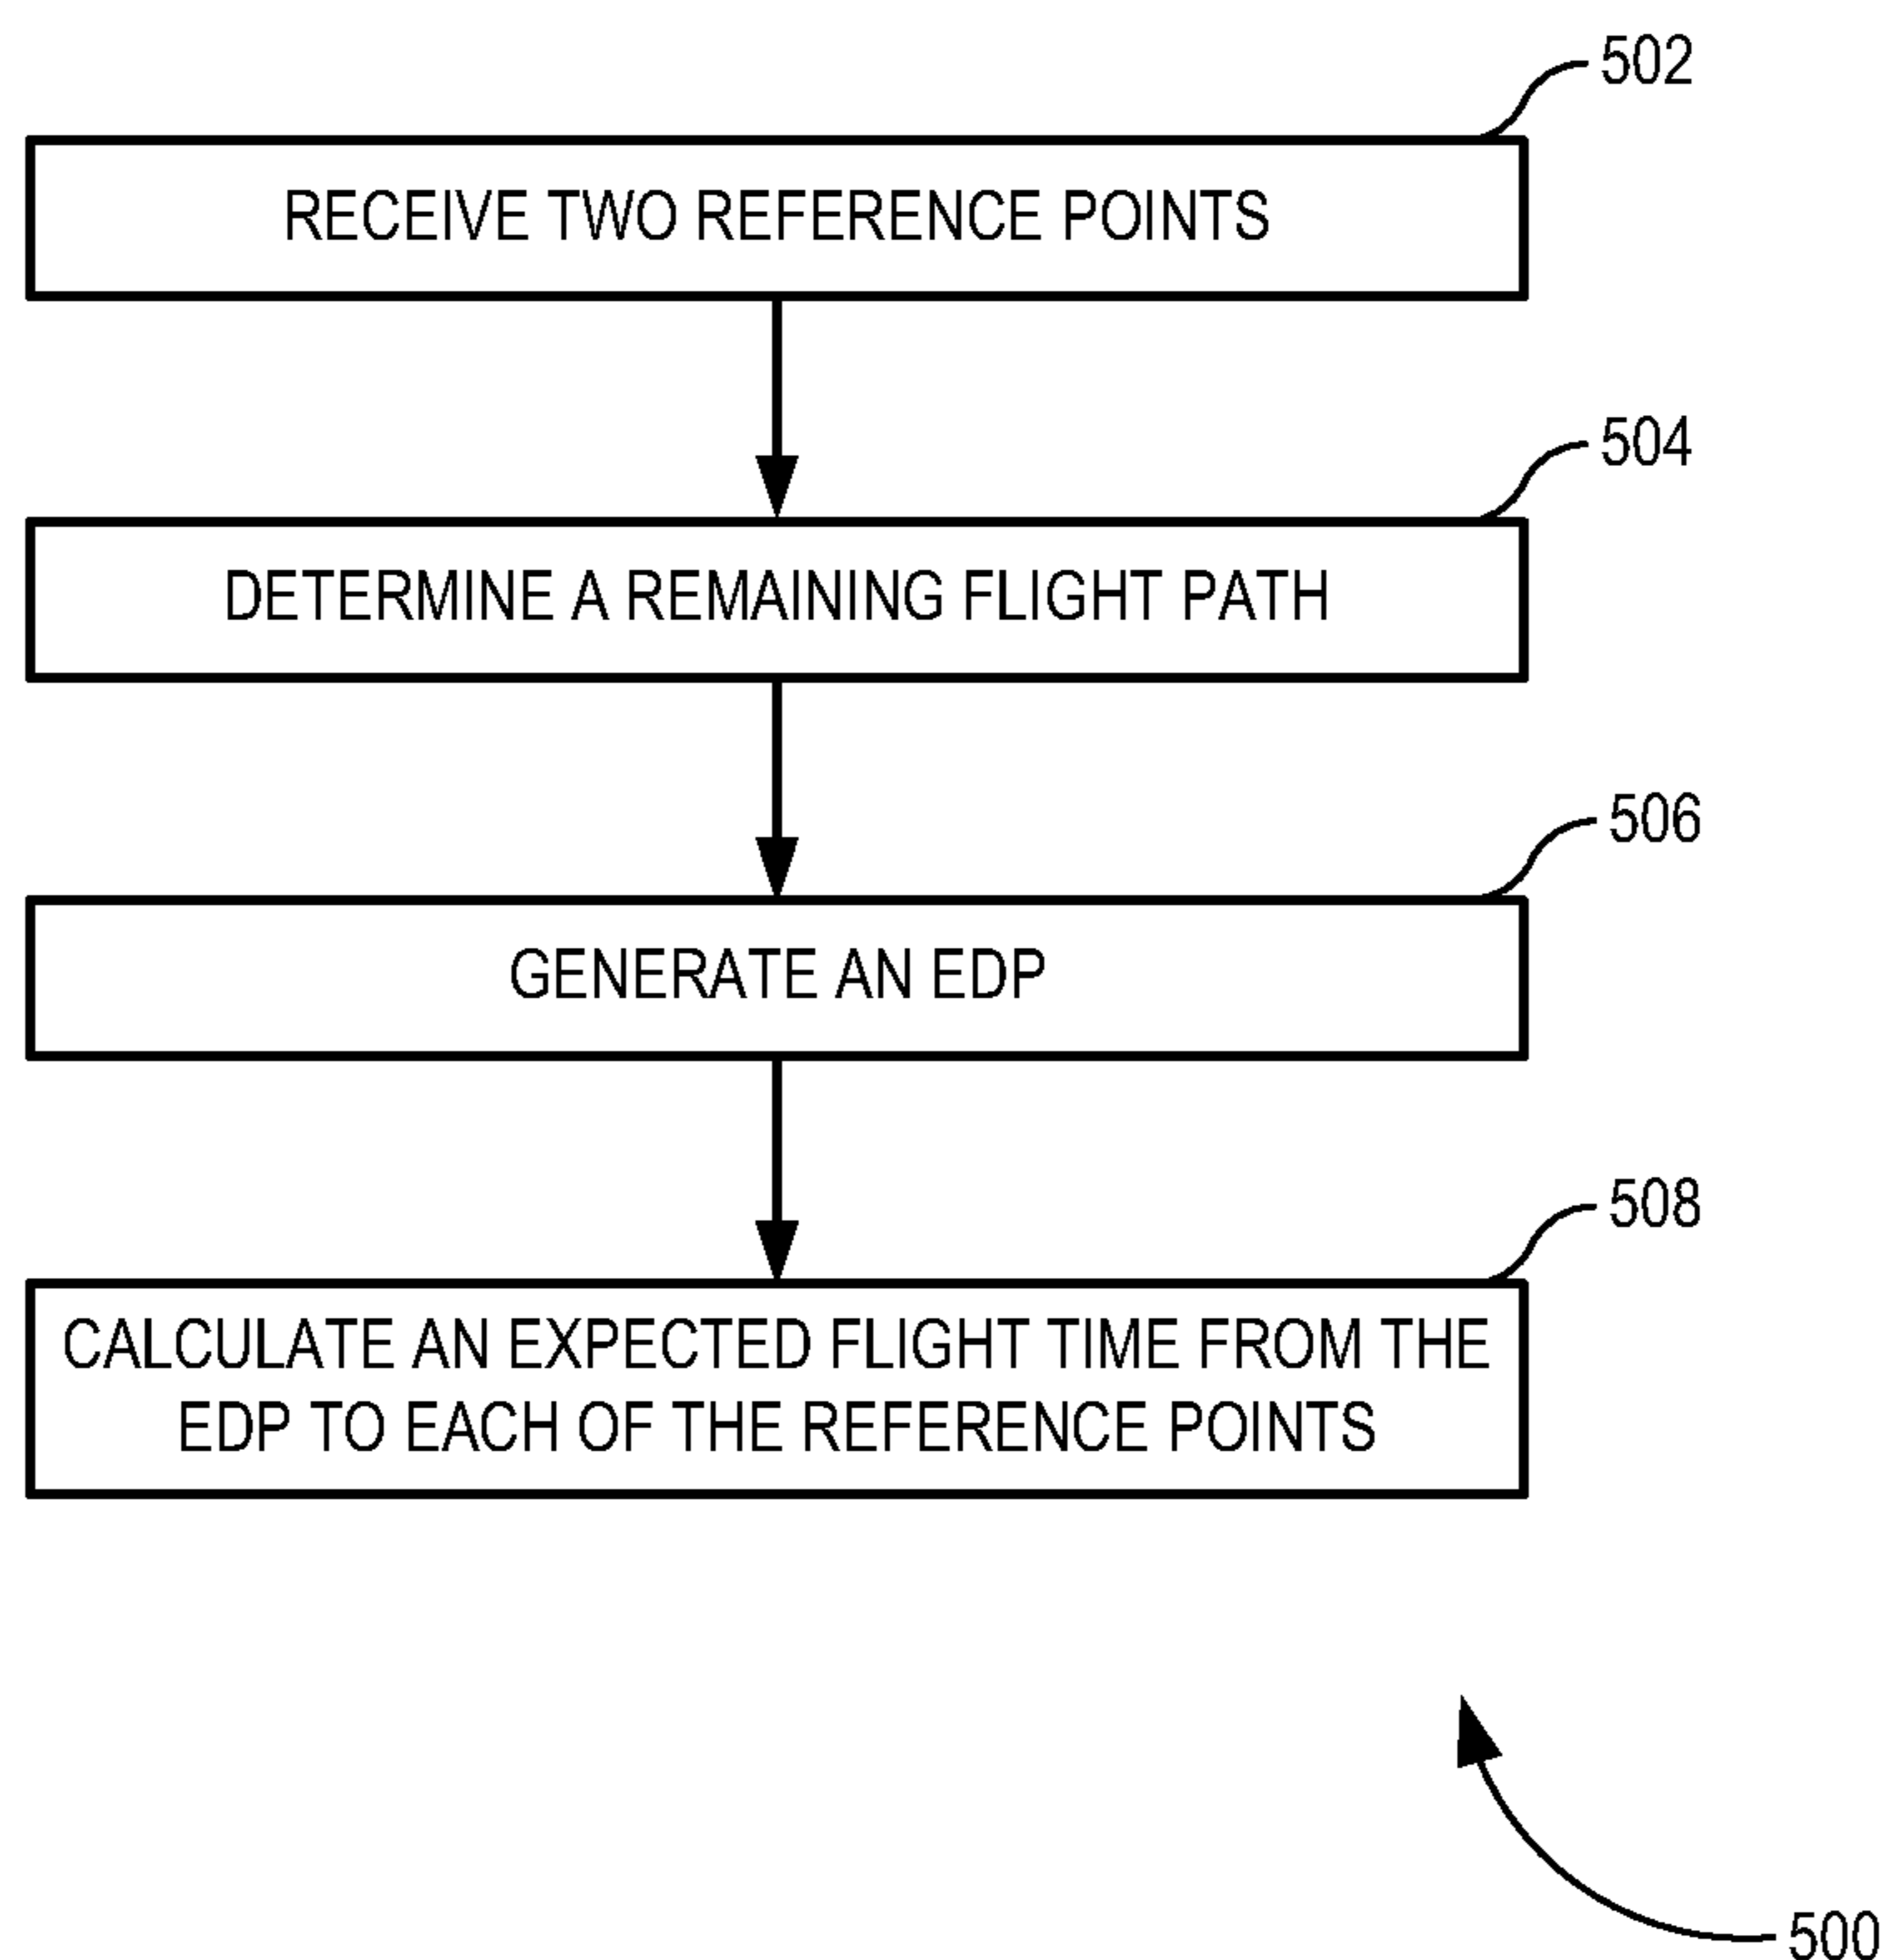 502
RECEIVE TWO REFERENCE POINTS
504
DETERMINE A REMAINING FLIGHT PATH
506
GENERATE AN EDP
508
CALCULATE AN EXPECTED FLIGHT TIME FROM THE
EDP TO EACH OF THE REFERENCE POINTS
500